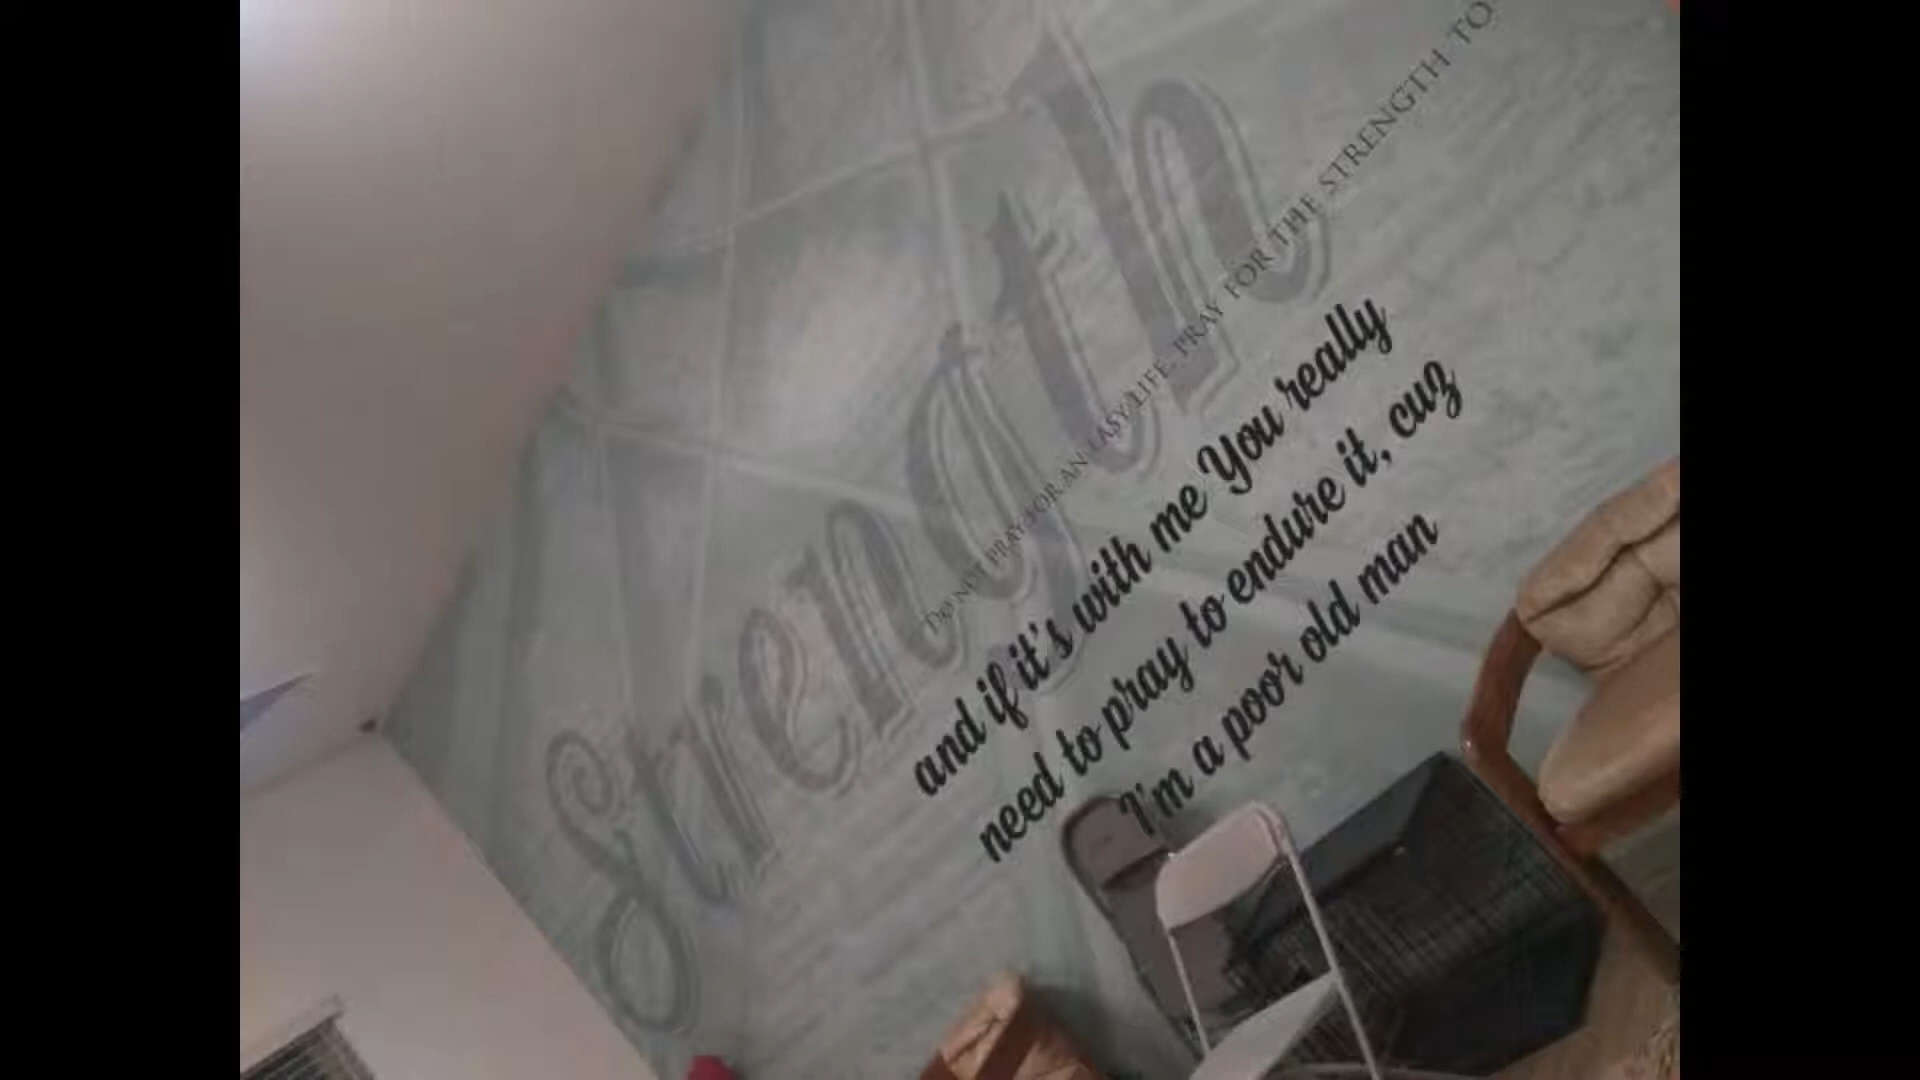 Strength
DO NOT PRAY FOR AN EASY LIFE. PRAY FOR THE STRENGTH TO
and if it's with me You really
need to pray to endure it, cuz
I'm a poor old man